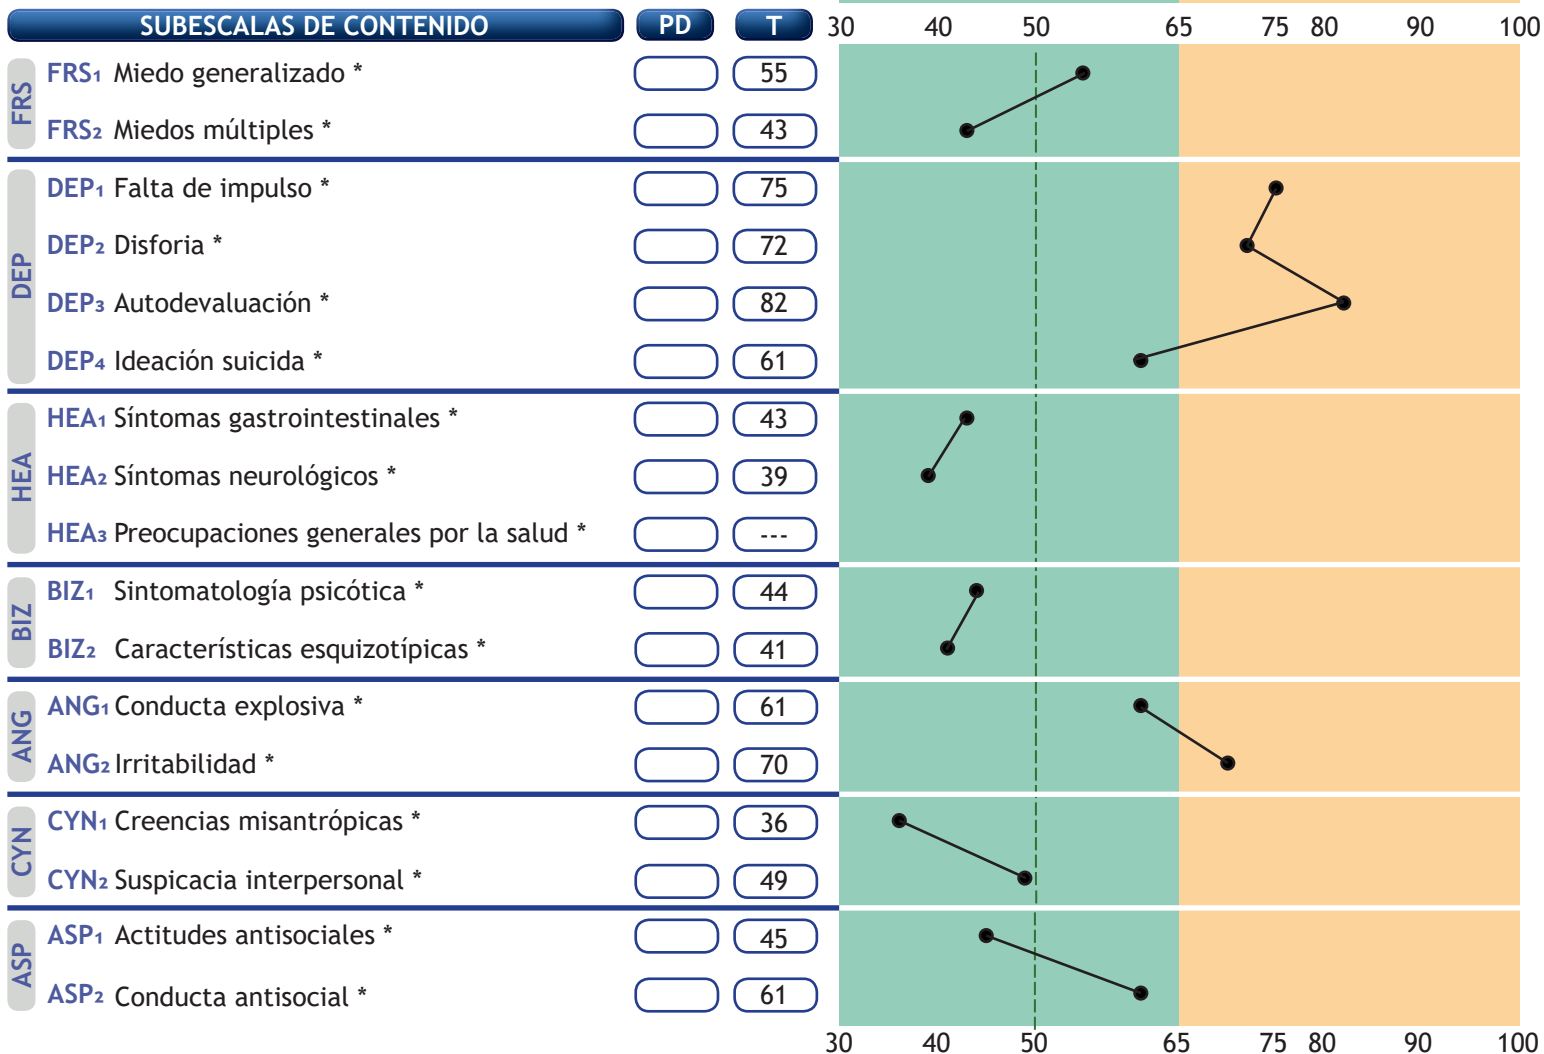 SUBESCALAS DE CONTENIDO PD T 30 40 50 65 75 80 90 100
FRS
FRS1 Miedo generalizado * 55
FRS2 Miedos múltiples * 43
DEP
DEP1 Falta de impulso * 75
DEP2 Disforia * 72
DEP3 Autodevaluación * 82
DEP4 Ideación suicida * 61
HEA
HEA1 Síntomas gastrointestinales * 43
HEA2 Síntomas neurológicos * 39
HEA3 Preocupaciones generales por la salud * ---
BIZ
BIZ1 Sintomatología psicótica * 44
BIZ2 Características esquizotípicas * 41
ANG
ANG1 Conducta explosiva * 61
ANG2 Irritabilidad * 70
CYN
CYN1 Creencias misantrópicas * 36
CYN2 Suspicacia interpersonal * 49
ASP
ASP1 Actitudes antisociales * 45
ASP2 Conducta antisocial * 61
30 40 50 65 75 80 90 100